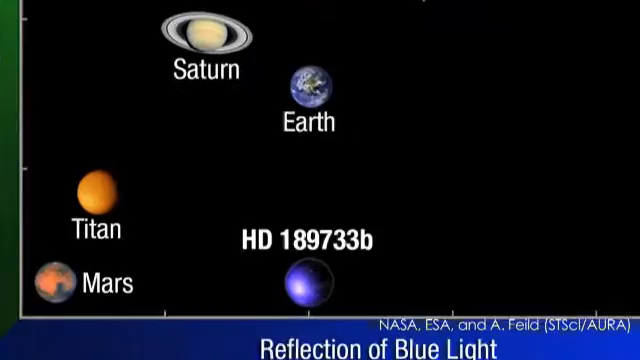 Saturn
Earth
Titan
HD 189733b
Mars
NASA, ESA, and A. Feild (STScI/AURA)
Reflection of Blue Light